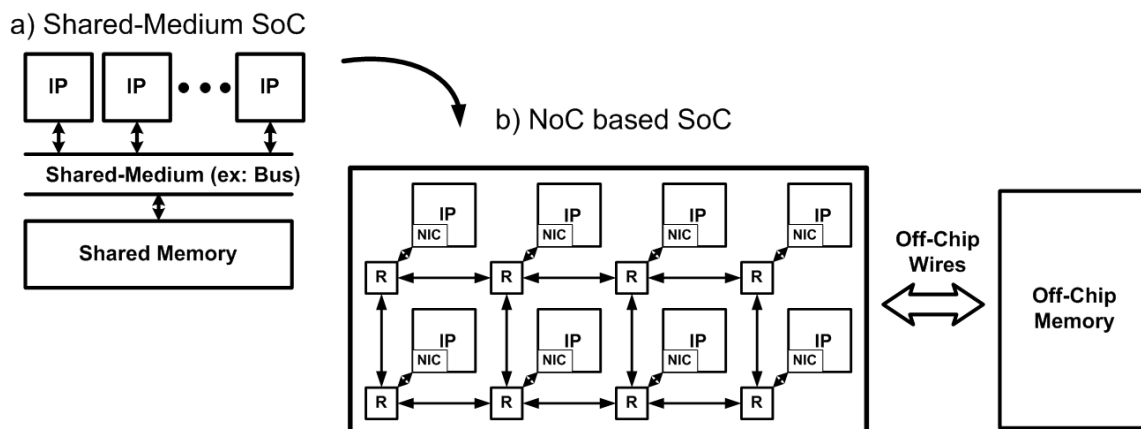 a) Shared-Medium SoC
IP IP IP
Shared-Medium (ex: Bus)
Shared Memory
b) NoC based SoC
IP IP IP IP
NIC NIC NIC NIC
R R R R
IP IP IP IP
NIC NIC NIC NIC
R R R R
Off-Chip
Wires
Off-Chip
Memory